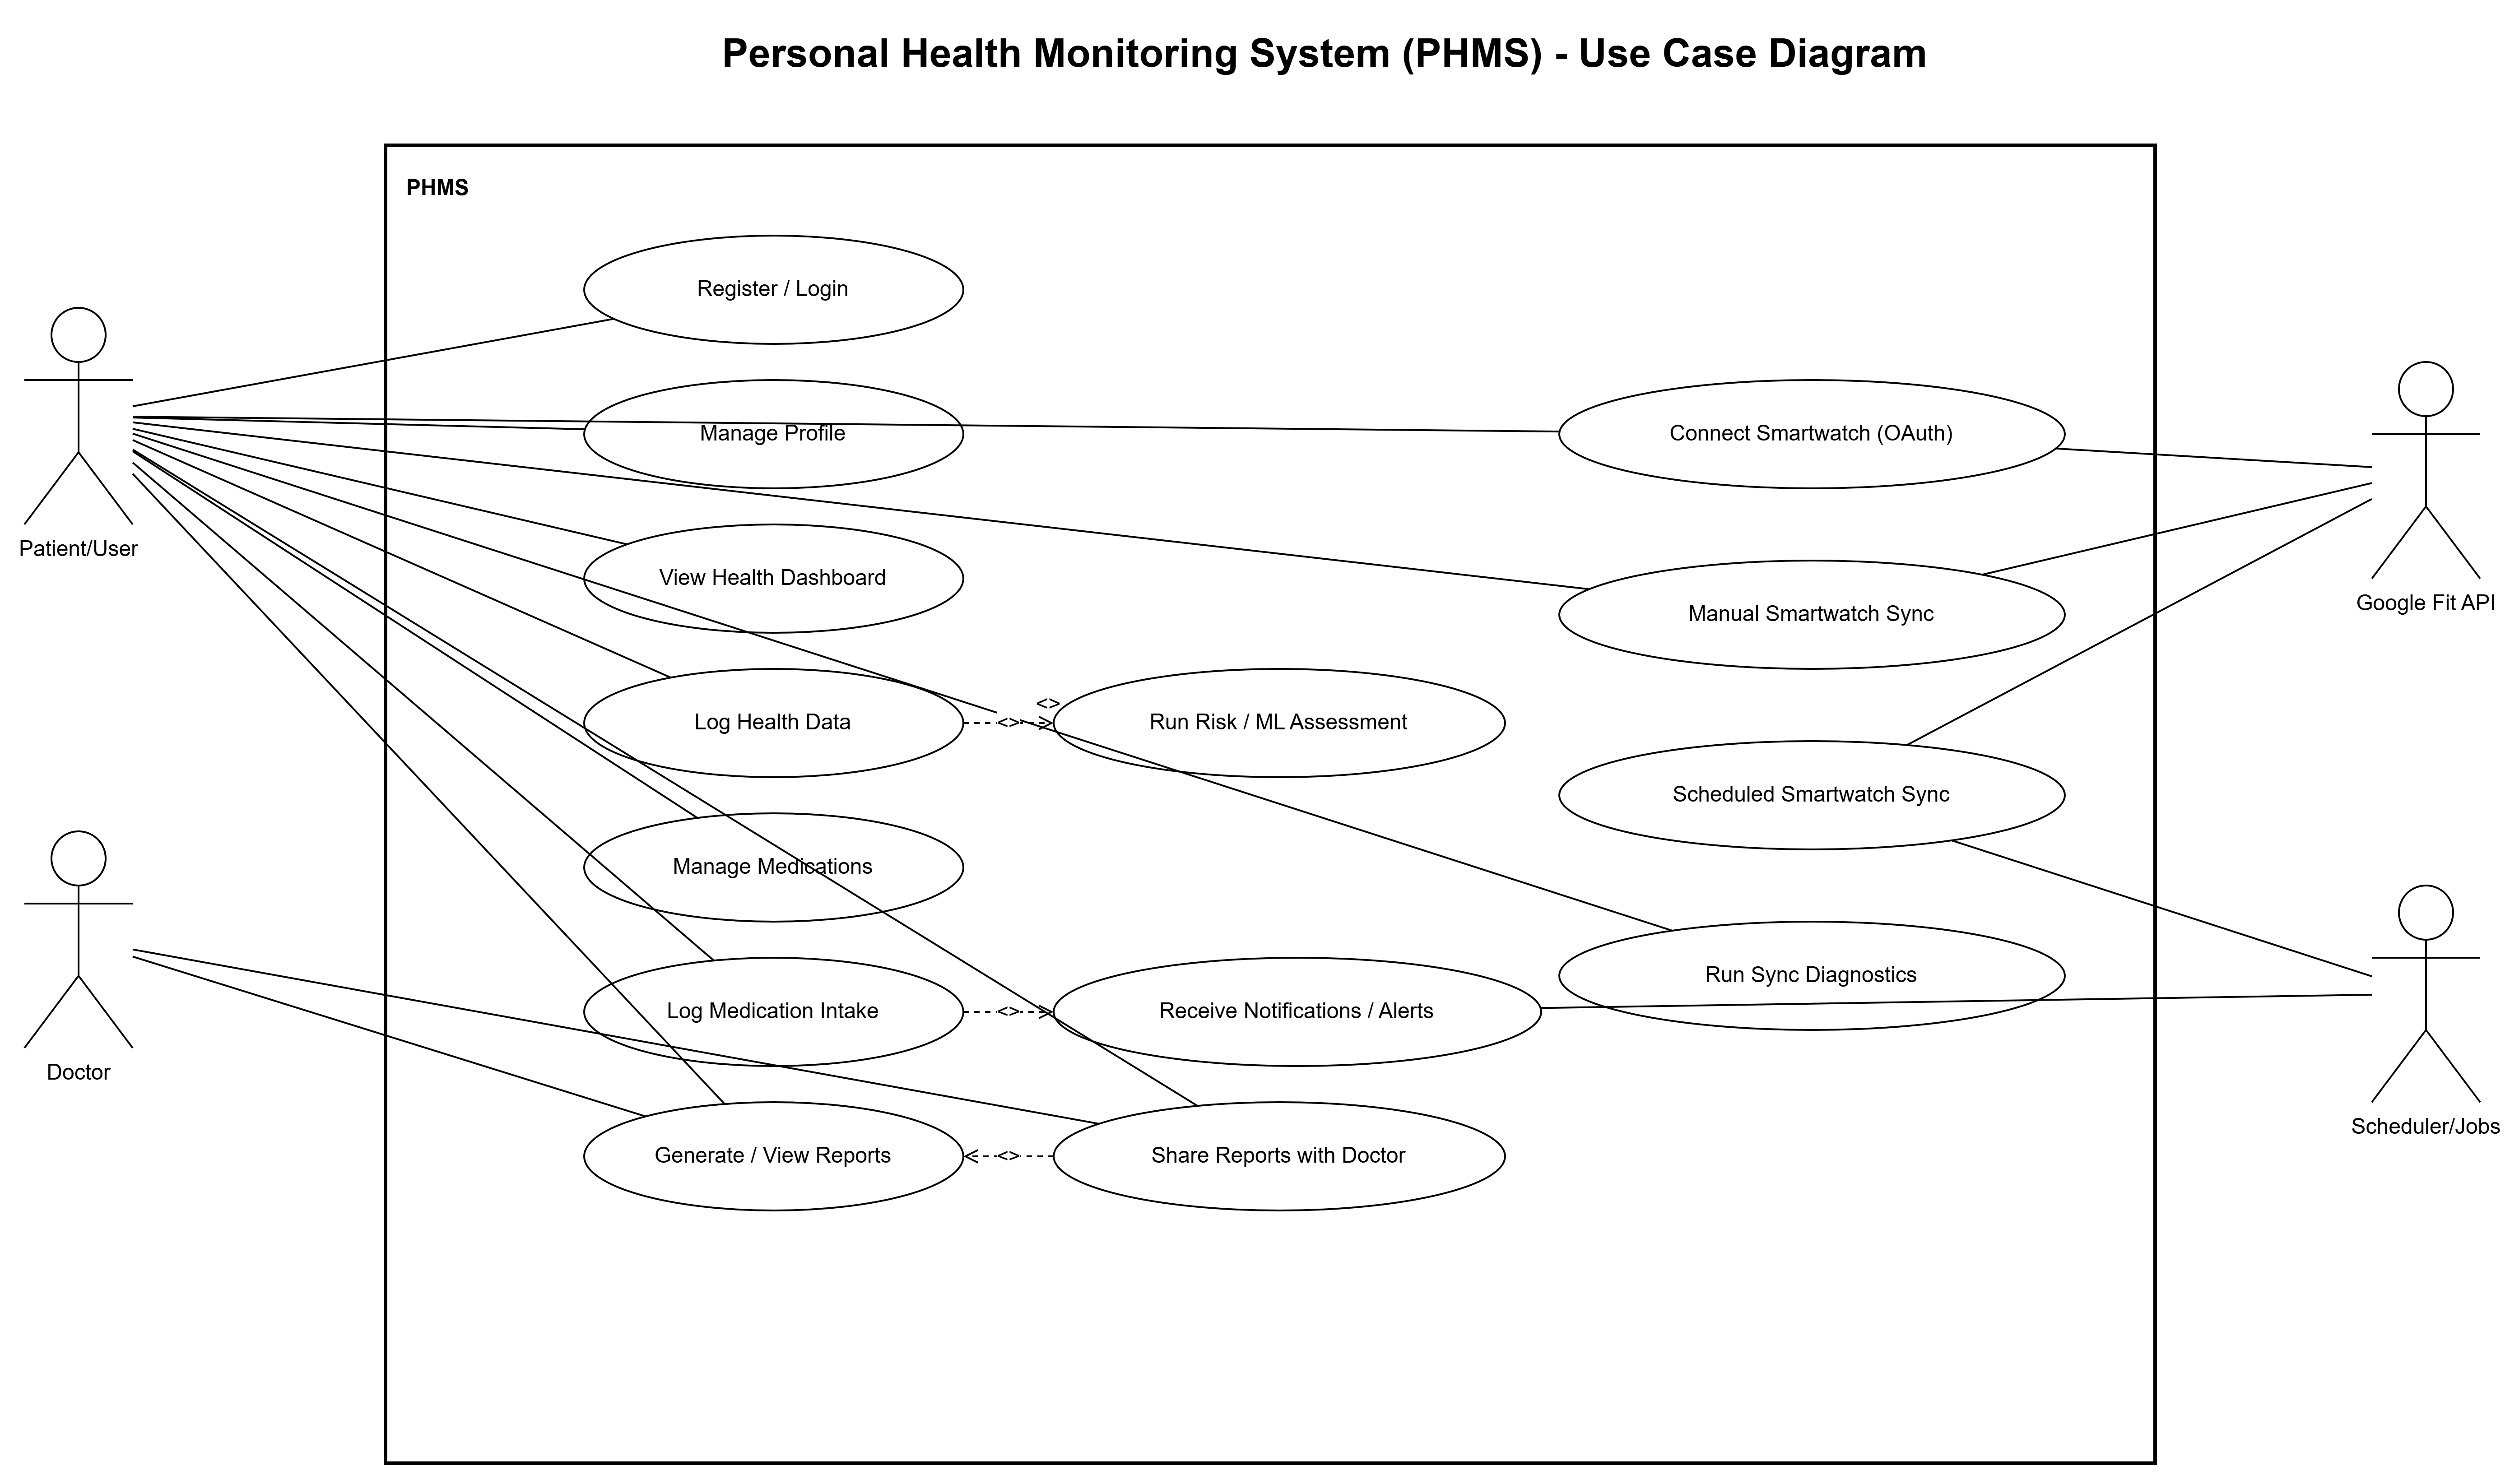 Personal Health Monitoring System (PHMS) - Use Case Diagram
PHMS
Register / Login
Manage Profile
Connect Smartwatch (OAuth)
Patient/User
View Health Dashboard
Google Fit API
Manual Smartwatch Sync
<>
Log Health Data
<>
Run Risk / ML Assessment
Scheduled Smartwatch Sync
Manage Medications
Run Sync Diagnostics
Log Medication Intake
<>
Receive Notifications / Alerts
Doctor
Scheduler/Jobs
Generate / View Reports
<>
Share Reports with Doctor